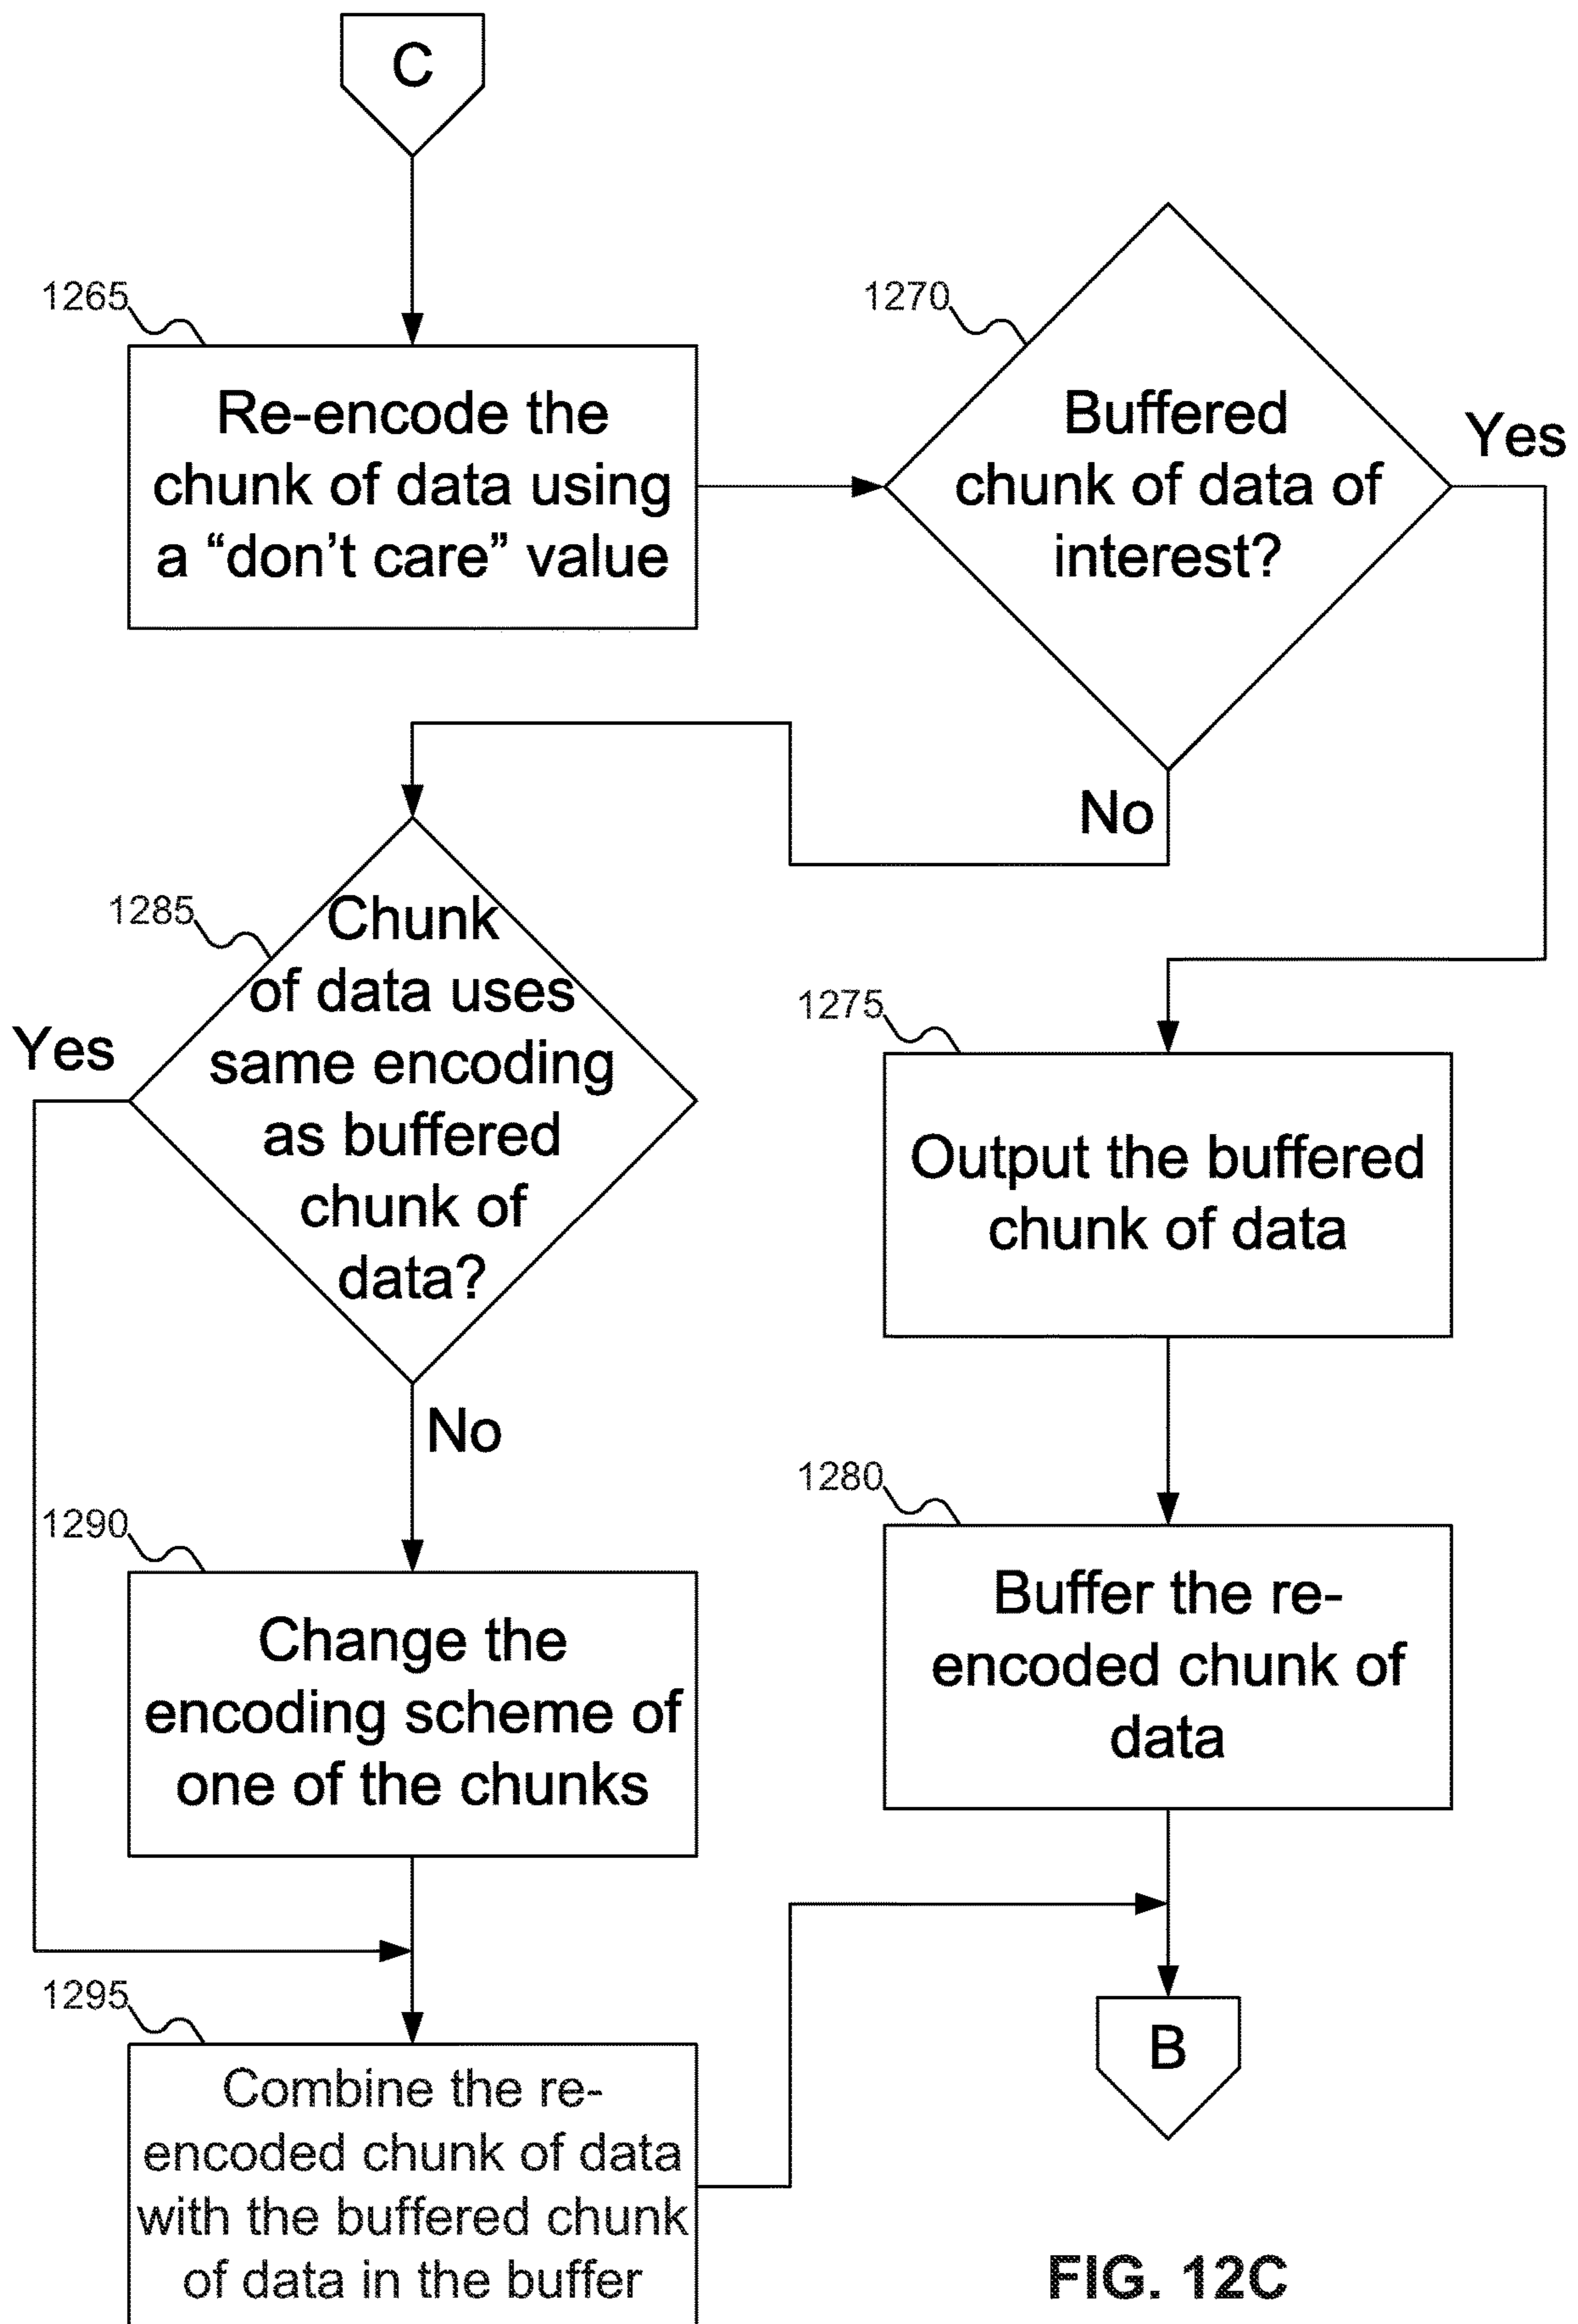 C
1265
Re-encode the
chunk of data using
a “don’t care” value
1270
Buffered
chunk of data of
interest?
Yes
No
1285
Chunk
of data uses
same encoding
as buffered
chunk of
data?
Yes
No
1275
Output the buffered
chunk of data
1280
Buffer the re-
encoded chunk of
data
1290
Change the
encoding scheme of
one of the chunks
1295
Combine the re-
encoded chunk of data
with the buffered chunk
of data in the buffer
B
FIG. 12C